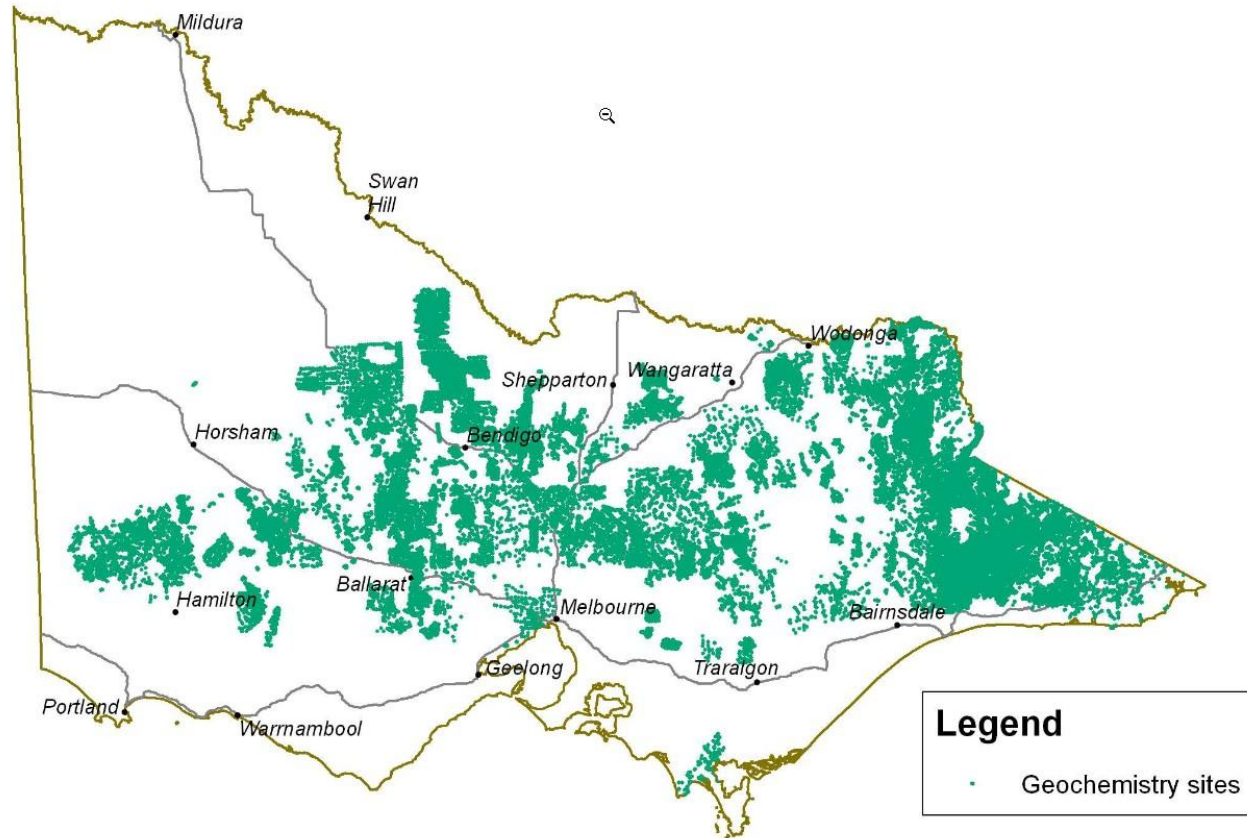 Mildura
Swan
Hill
Wodonga
Wangaratta
Shepparton
Horsham
Bendigo
Ballarat
Hamilton
Melbourne
Bairnsdale
Geelong
Traralgon
Portland
Warrnambool
Legend
Geochemistry sites